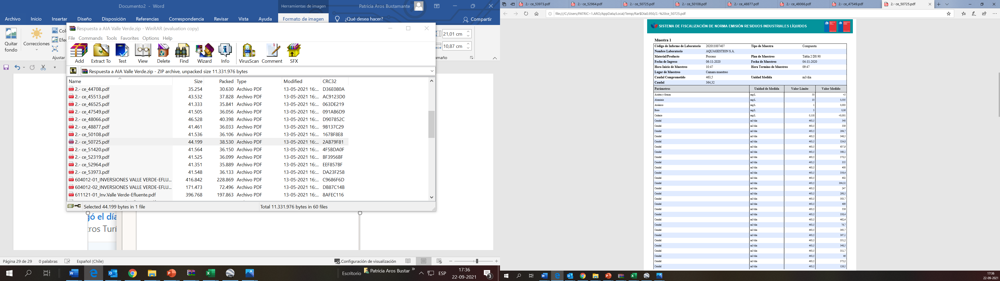 Documento2 - Word
Herramientas de imagen
Patricia Aros Bustamante
Archivo Inicio Insertar Diseño Disposición Referencias Correspondencia Revisar Vista Ayuda Formato de imagen ¿Qué desea hacer? Compartir
Quitar fondo
Correcciones
Ajustar
21,01 cm
10,87 cm
Respuesta a AIA Valle Verde.zip - WinRAR (evaluation copy)
File Commands Tools Favorites Options Help
Add Extract To Test View Delete Find Wizard Info VirusScan Comment SFX
Respuesta a AIA Valle Verde.zip - ZIP archive, unpacked size 11.331.976 bytes
Name Size Packed Type Modified CRC32
2.- ce_44708.pdf 35.254 30.630 Archivo PDF 13-05-2021 16:... D36E080A
2.- ce_45513.pdf 43.532 37.828 Archivo PDF 13-05-2021 16:... AC9123D0
2.- ce_46525.pdf 41.333 35.841 Archivo PDF 13-05-2021 16:... 063DE219
2.- ce_47549.pdf 41.505 36.056 Archivo PDF 13-05-2021 16:... 091AB6D9
2.- ce_48066.pdf 46.528 40.398 Archivo PDF 13-05-2021 16:... D907852C
2.- ce_48877.pdf 41.461 36.033 Archivo PDF 13-05-2021 16:... 9B137C29
2.- ce_50108.pdf 41.536 36.106 Archivo PDF 13-05-2021 16:... 167BF8E8
2.- ce_50725.pdf 44.199 38.530 Archivo PDF 13-05-2021 16:... 2AB79F81
2.- ce_51420.pdf 41.564 36.150 Archivo PDF 13-05-2021 16:... 4F5BDA0F
2.- ce_52319.pdf 41.525 36.099 Archivo PDF 13-05-2021 16:... BF3956BF
2.- ce_52964.pdf 41.351 35.889 Archivo PDF 13-05-2021 16:... EEF857BF
2.- ce_53973.pdf 41.548 36.133 Archivo PDF 13-05-2021 16:... DA23F258
604012-01_INVERSIONES VALLE VERDE-EFLU... 416.842 228.869 Archivo PDF 13-05-2021 16:... C9686F6D
604012-02_INVERSIONES VALLE VERDE-EFLU... 171.473 72.496 Archivo PDF 13-05-2021 16:... DB87C14B
611121-01_Inv.Valle Verde-Efluente.pdf 396.768 197.863 Archivo PDF 13-05-2021 16:... 8AFEC116
Selected 44.199 bytes in 1 file
Total 11.331.976 bytes in 60 files
gó el día
tros Turí
Página 29 de 29 0 palabras Español (Chile) Configuración de visualización
Escritorio Patricia Aros Bustar ESP 17:36
22-09-2021
3
2.- ce_53973.pdf 2.- ce_52964.pdf 2.- ce_50725.pdf 2.- ce_50108.pdf 2.- ce_48877.pdf 2.- ce_48066.pdf 2.- ce_47549.pdf 2.- ce_50725.pdf
file:///C:/Users/PATRIC~1.ARO/AppData/Local/Temp/Rar$DIa0.950/2.-%20ce_50725.pdf
SISTEMA DE FISCALIZACIÓN DE NORMA EMISIÓN RESIDUOS INDUSTRIALES LÍQUIDOS
Muestra 1
Código de Informe de Laboratorio 202011007407 Tipo de Muestra Compuesta
Nombre Laboratorio AQUAGESTION S.A.
Material/Producto Proceso Plan de Muestreo Tabla 2 DS 90
Fecha de Ingreso 06-11-2020 Fecha de Muestreo 04-11-2020
Hora Inicio de Muestreo 10:47 Hora Termino de Muestreo 09:47
Lugar de Muestreo Camara muestreo
Caudal Comprometido 463,5 Unidad Medida m3/dia
Caudal 364,32
Parámetros Unidad de Medida Valor Límite Valor Medido
Aceites y Grasas mg/L 50 <5
Aluminio mg/L 10 0,505
Arsénico mg/L 1 0,003
Boro mg/L 3 0,06
Cadmio mg/L 0,118 <0,001
Caudal m3/dia 463,5 540
Caudal m3/dia 463,5 339
Caudal m3/dia 463,5 264,7
Caudal m3/dia 463,5 348,5
Caudal m3/dia 463,5 324,8
Caudal m3/dia 463,5 637,9
Caudal m3/dia 463,5 569,1
Caudal m3/dia 463,5 370,3
Caudal m3/dia 463,5 355
Caudal m3/dia 463,5 400
Caudal m3/dia 463,5 356,4
Caudal m3/dia 463,5 402
Caudal m3/dia 463,5 364,32
Caudal m3/dia 463,5 247
Caudal m3/dia 463,5 298,5
Caudal m3/dia 463,5 303,7
Caudal m3/dia 463,5 499
Caudal m3/dia 463,5 556
Caudal m3/dia 463,5 338,4
Caudal m3/dia 463,5 462,4
Caudal m3/dia 463,5 76,7
Caudal m3/dia 463,5 365,7
Caudal m3/dia 463,5 367,1
Caudal m3/dia 463,5 351,2
Caudal m3/dia 463,5 348,5
Caudal m3/dia 463,5 311,7
Caudal m3/dia 463,5 46
Caudal m3/dia 463,5 375,2
Caudal m3/dia 463,5 126,5
17:36
22-09-2021